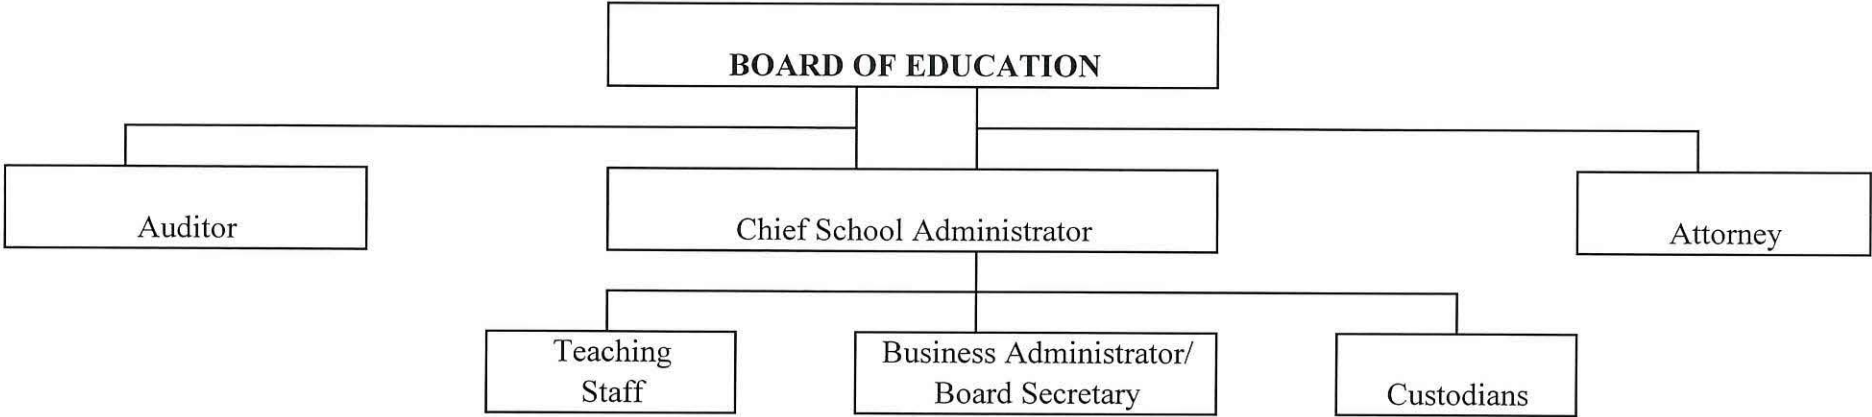 BOARD OF EDUCATION
Auditor
Chief School Administrator
Attorney
Teaching
Staff
Business Administrator/
Board Secretary
Custodians